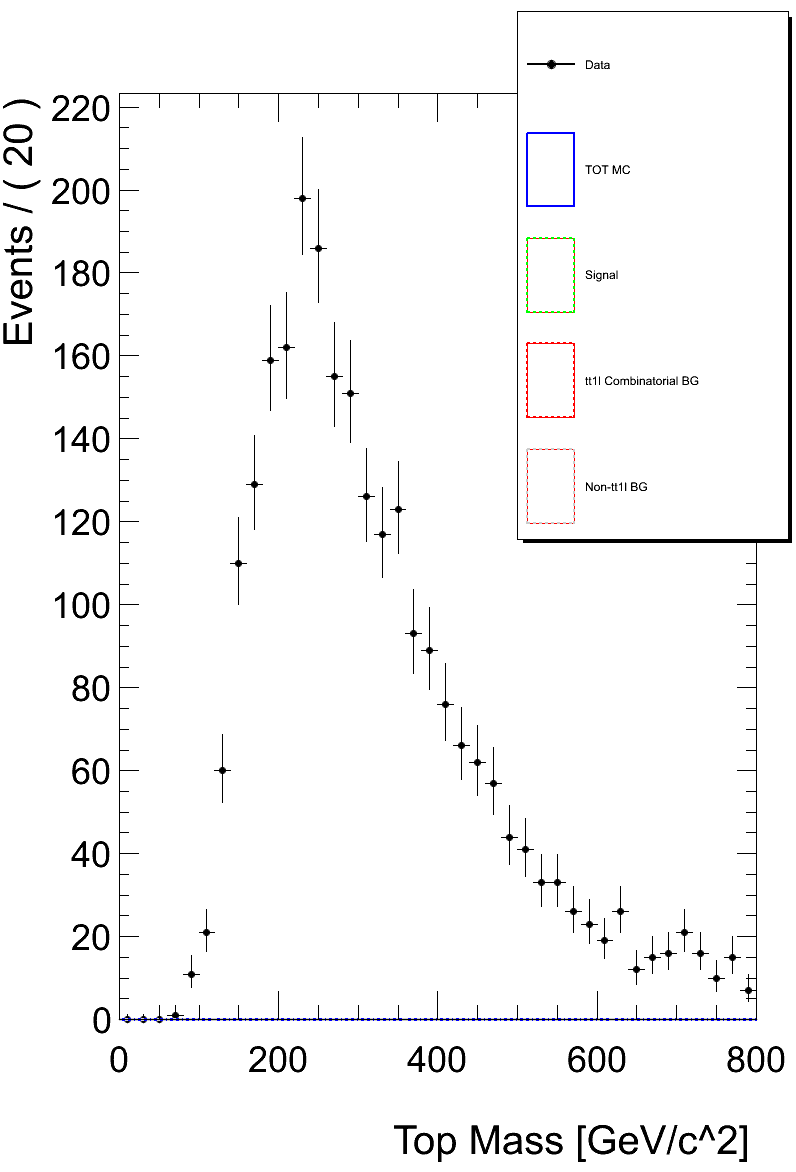 Data
TOT MC
Signal
tt1l Combinatorial BG
Non-tt1l BG
Events / ( 20 )
220
200
180
160
140
120
100
80
60
40
20
0
0 200 400 600 800
Top Mass [GeV/c^2]